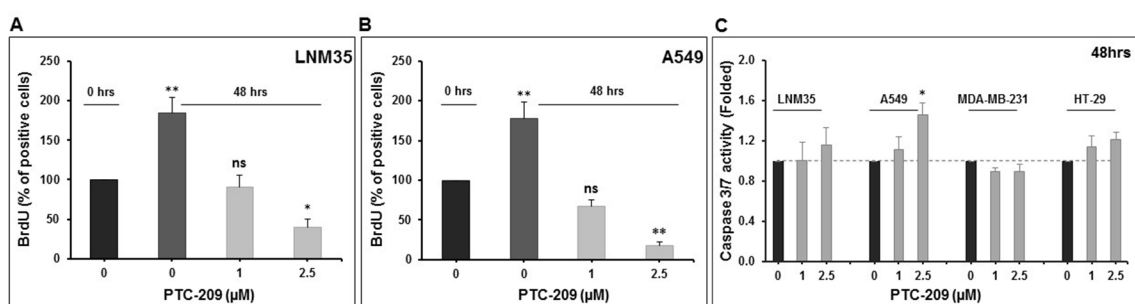 A
LNM35
BrdU (% of positive cells)
250
200
150
100
50
0
0 hrs
48 hrs
**
ns
*
0 0 1 2.5
PTC-209 (µM)
B
A549
BrdU (% of positive cells)
250
200
150
100
50
0
0 hrs
48 hrs
**
ns
**
0 0 1 2.5
PTC-209 (µM)
C
48hrs
Caspase 3/7 activity (Folded)
2.0
1.6
1.2
0.8
0.4
0.0
LNM35 A549 MDA-MB-231 HT-29
*
0 1 2.5 0 1 2.5 0 1 2.5 0 1 2.5
PTC-209 (µM)